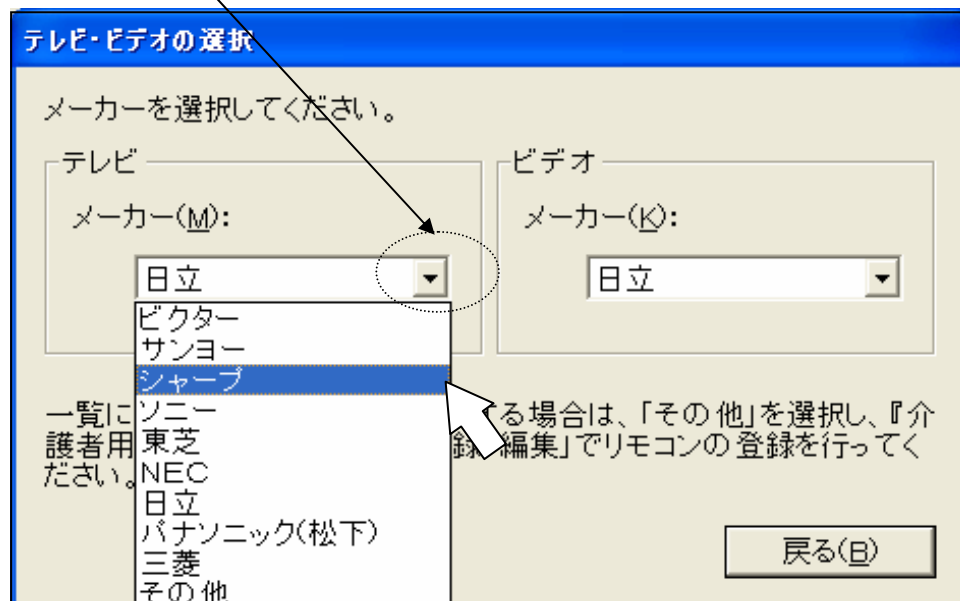 テレビ・ビデオの選択
メーカーを選択してください。
テレビ
メーカー(M):
日立
ビクター
サンヨー
シャープ
ソニー
東芝
NEC
日立
パナソニック(松下)
三菱
その他
ビデオ
メーカー(K):
日立
一覧に
する場合は、「その他」を選択し、『介
護者用
録・編集」でリモコンの登録を行ってく
ださい。
戻る(B)